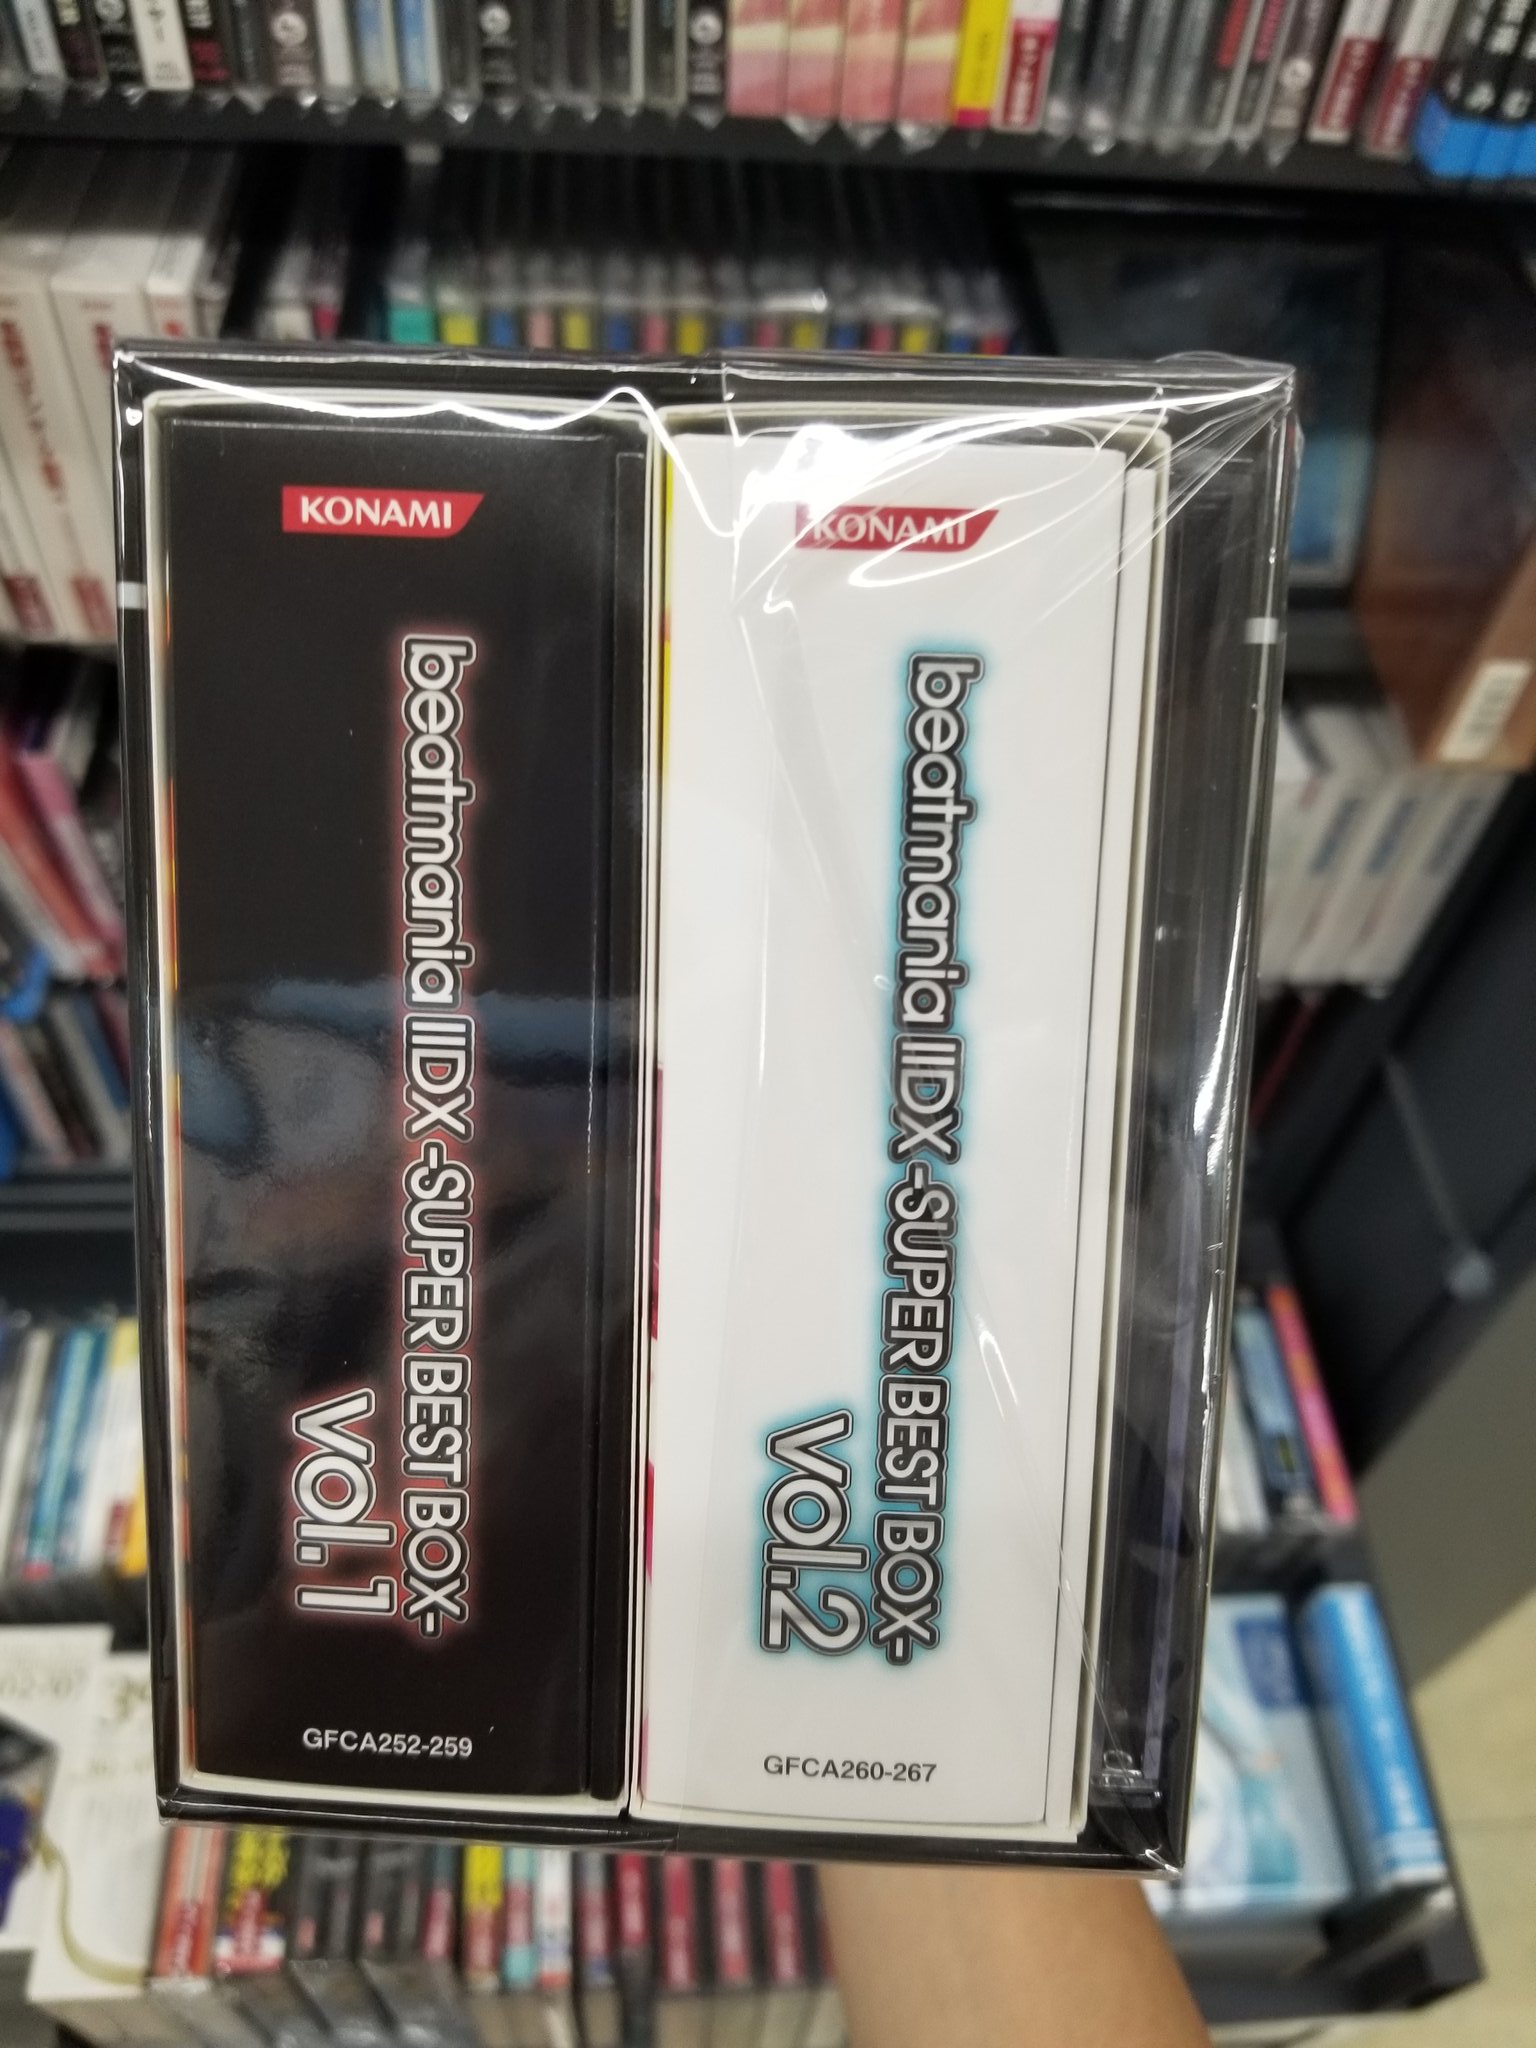 KONAMI
beatmania IIDX -SUPER BEST BOX-
vol.1
GFCA252-259
KONAMI
beatmania IIDX -SUPER BEST BOX-
vol.2
GFCA260-267